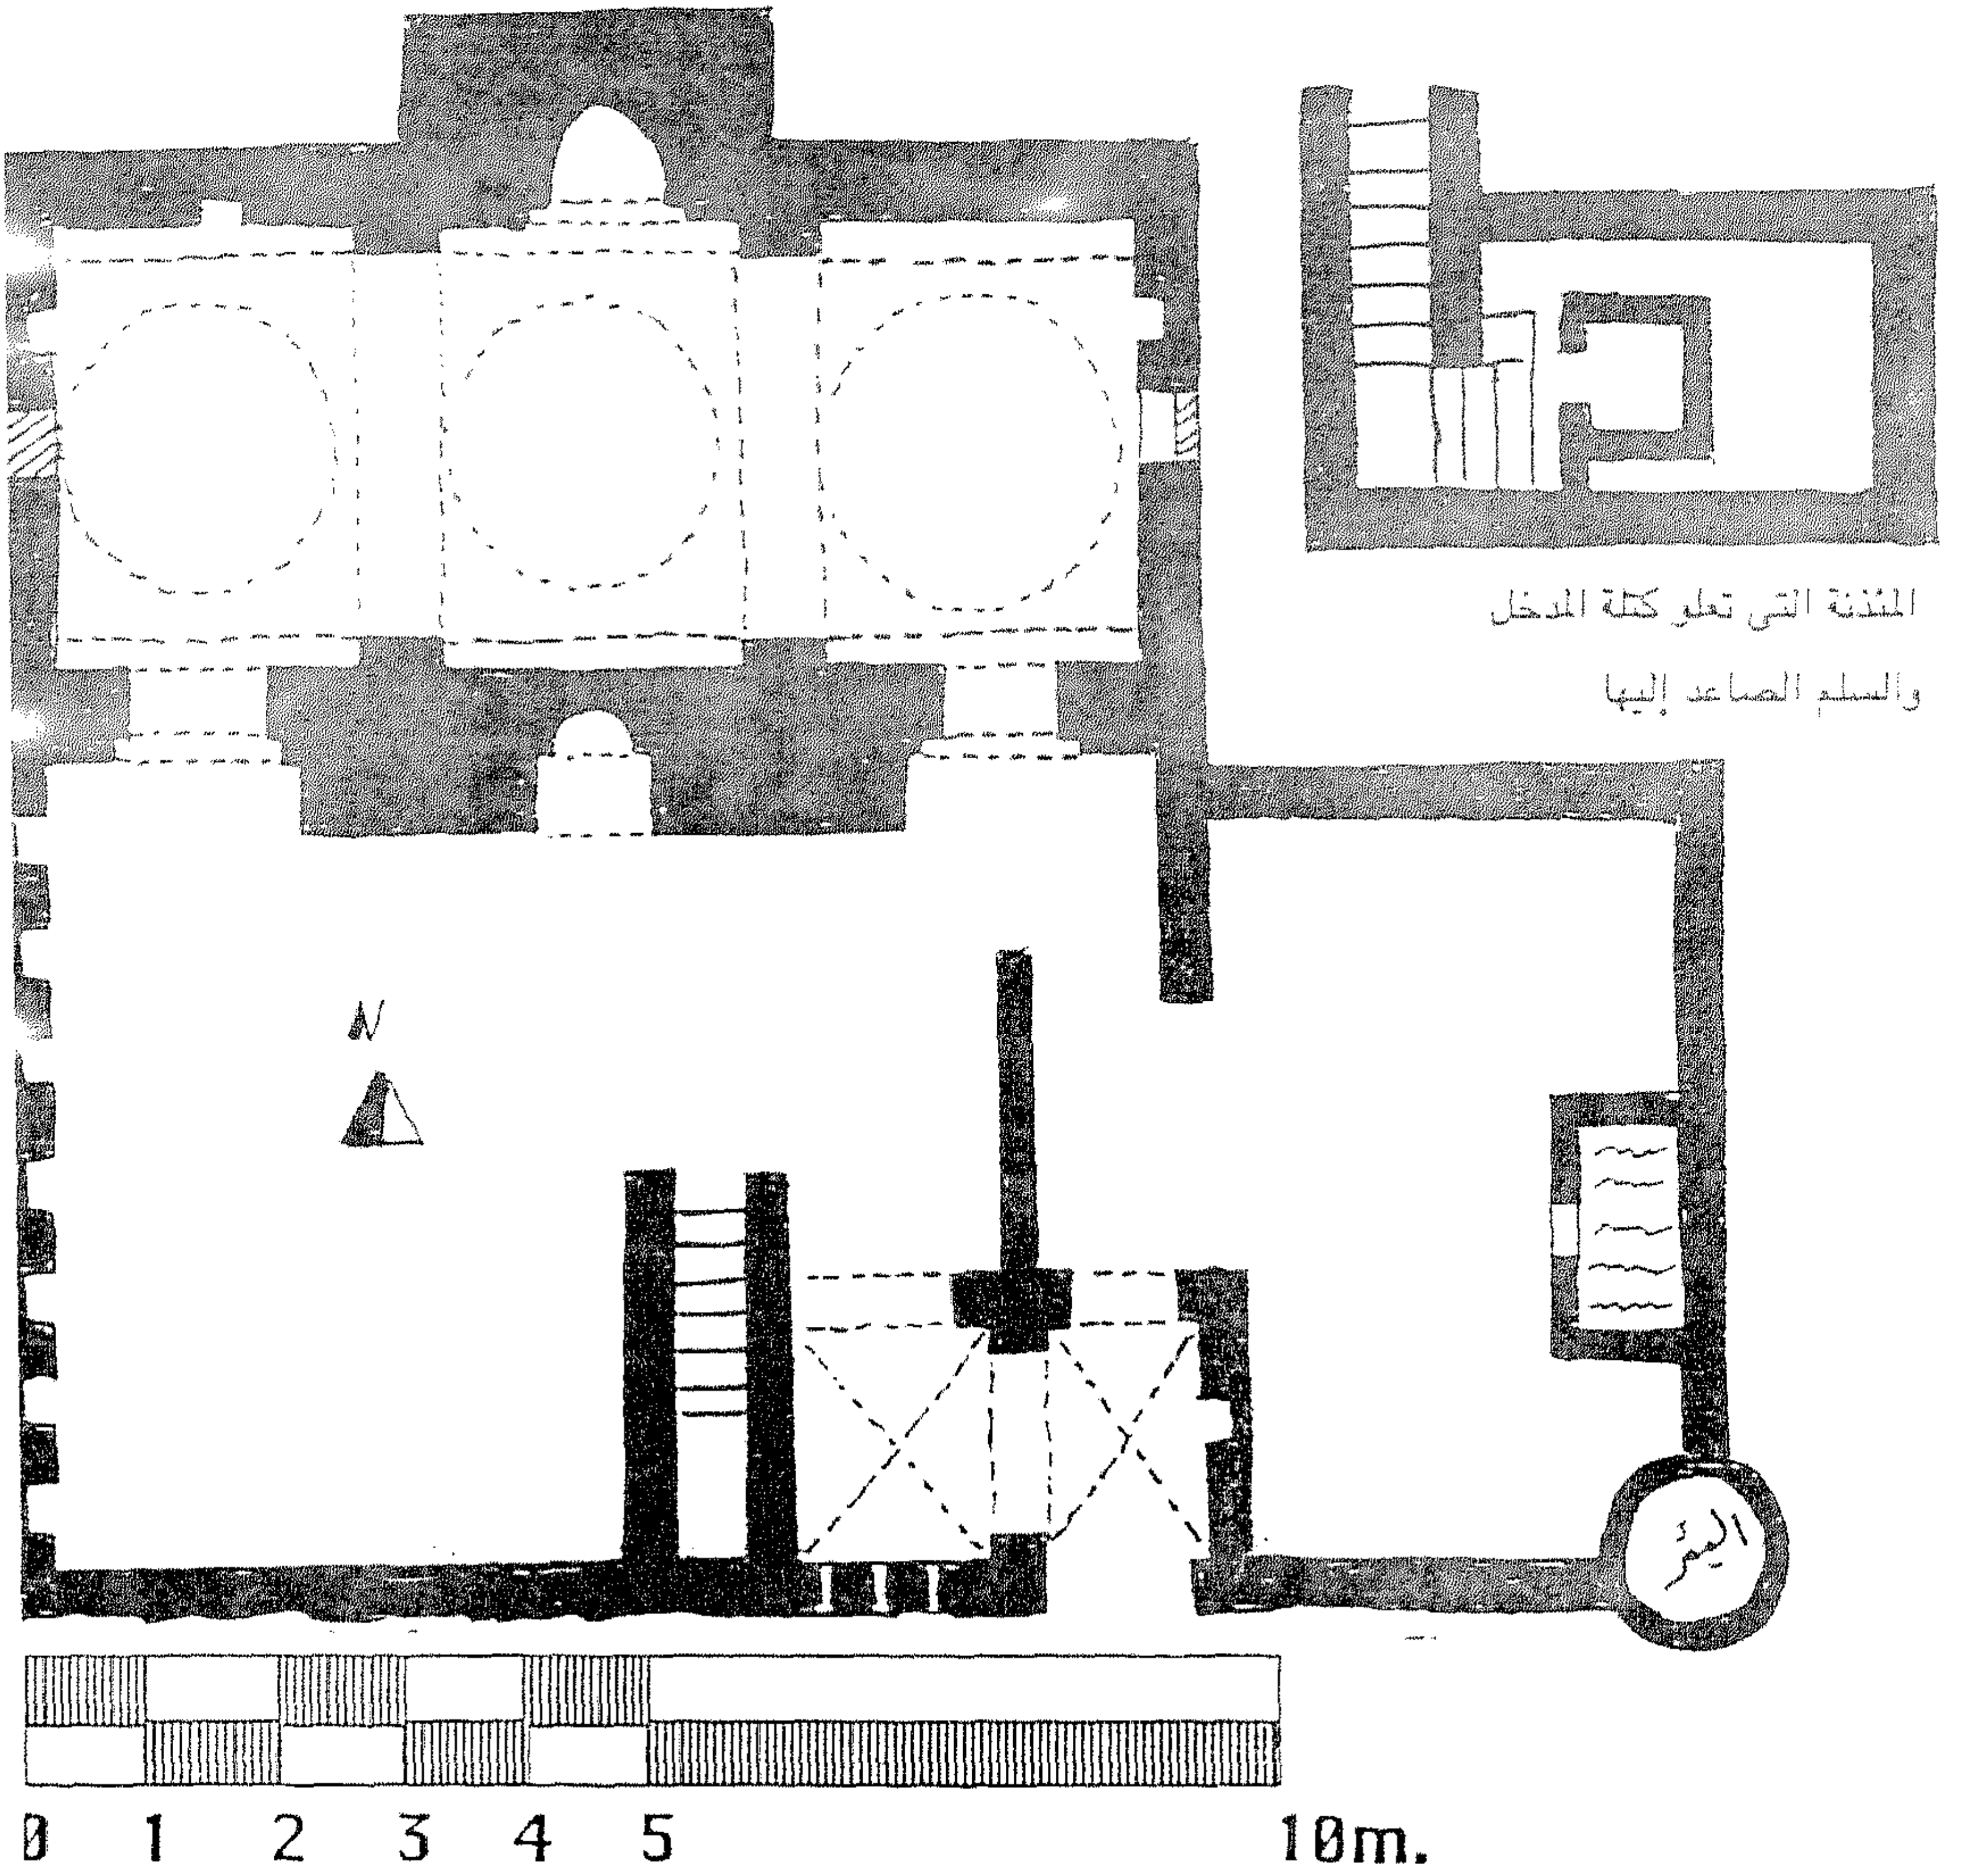 المئذنة التي تعلو كتلة المدخل
والسلم الصاعد إليها
N
البئر
0 1 2 3 4 5 10m.